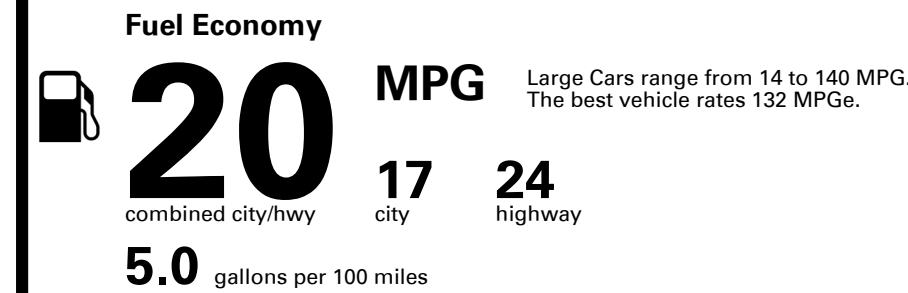 Fuel Economy
20
MPG
Large Cars range from 14 to 140 MPG.
The best vehicle rates 132 MPGe.
17
24
combined city/hwy
city
highway
5.0 gallons per 100 miles